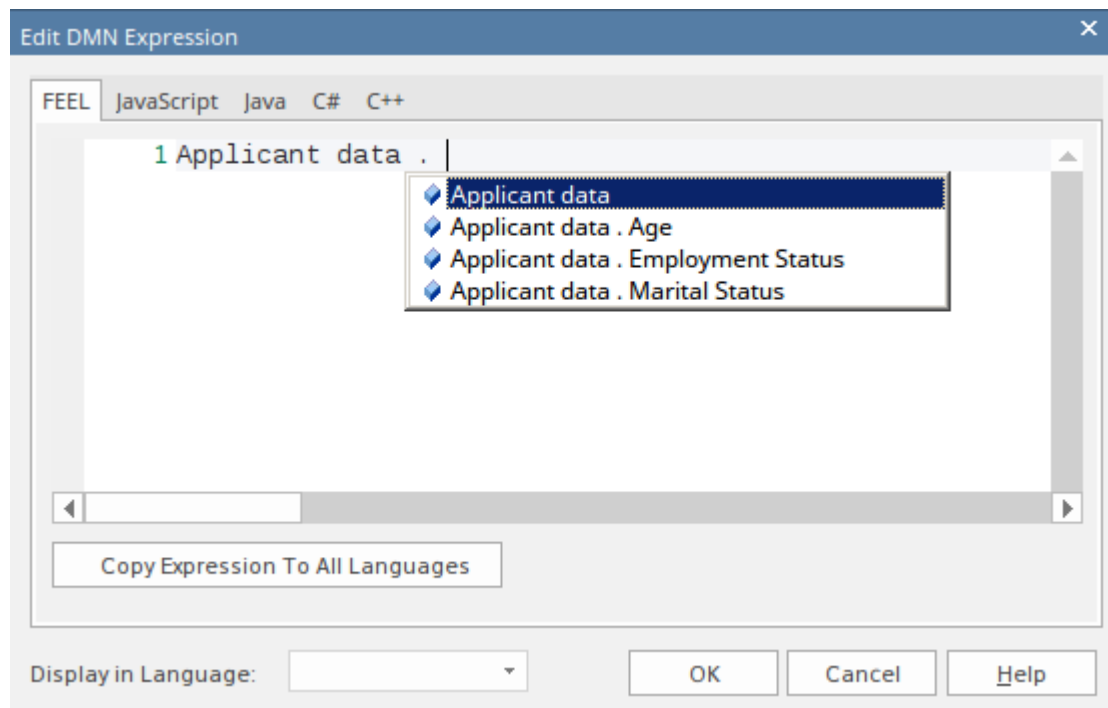 Edit DMN Expression
FEEL JavaScript Java C# C++
1 Applicant data .
Applicant data
Applicant data . Age
Applicant data . Employment Status
Applicant data . Marital Status
Copy Expression To All Languages
Display in Language: OK Cancel Help